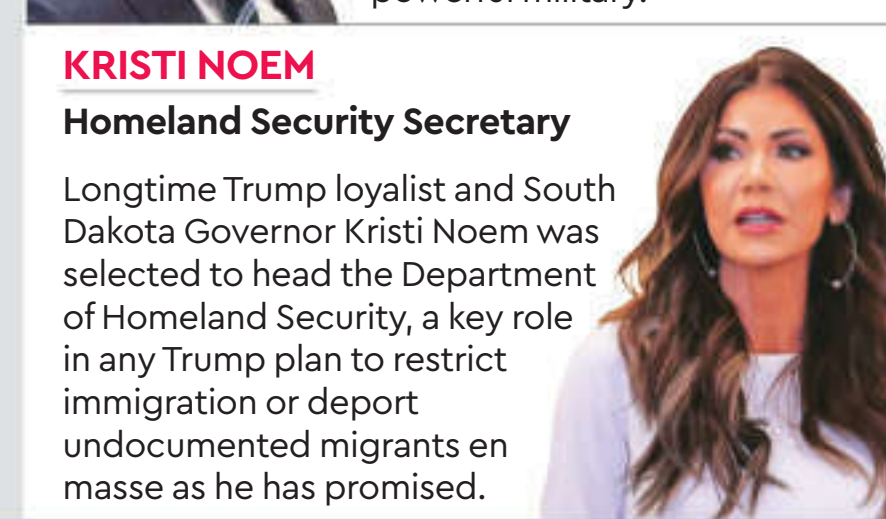 powerful military.
KRISTI NOEM
Homeland Security Secretary
Longtime Trump loyalist and South
Dakota Governor Kristi Noem was
selected to head the Department
of Homeland Security, a key role
in any Trump plan to restrict
immigration or deport
undocumented migrants en
masse as he has promised.